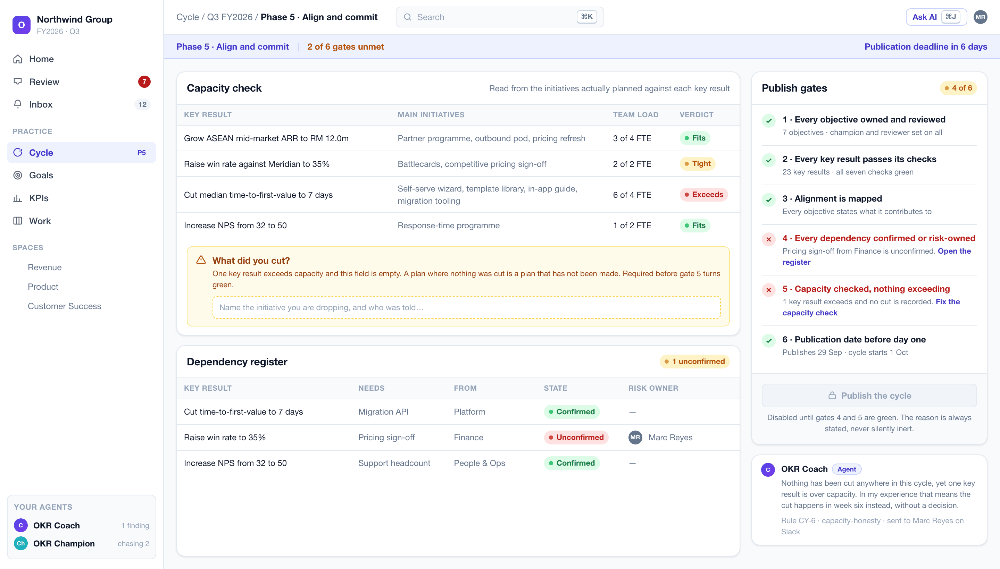 O
Northwind Group
FY2026 · Q3
Home
Review 7
Inbox 12
PRACTICE
Cycle P5
Goals
KPIs
Work
SPACES
Revenue
Product
Customer Success
YOUR AGENTS
C OKR Coach 1 finding
Ch OKR Champion chasing 2
Cycle / Q3 FY2026 / Phase 5 · Align and commit
Search ⌘K
Ask AI ⌘J MR
Phase 5 · Align and commit 2 of 6 gates unmet Publication deadline in 6 days
Capacity check Read from the initiatives actually planned against each key result
KEY RESULT MAIN INITIATIVES TEAM LOAD VERDICT
Grow ASEAN mid-market ARR to RM 12.0m Partner programme, outbound pod, pricing refresh 3 of 4 FTE Fits
Raise win rate against Meridian to 35% Battlecards, competitive pricing sign-off 2 of 2 FTE Tight
Cut median time-to-first-value to 7 days Self-serve wizard, template library, in-app guide,
migration tooling 6 of 4 FTE Exceeds
Increase NPS from 32 to 50 Response-time programme 1 of 2 FTE Fits
What did you cut?
One key result exceeds capacity and this field is empty. A plan where nothing was cut is a plan that has not been made. Required before gate 5 turns
green.
Name the initiative you are dropping, and who was told…
Dependency register 1 unconfirmed
KEY RESULT NEEDS FROM STATE RISK OWNER
Cut time-to-first-value to 7 days Migration API Platform Confirmed —
Raise win rate to 35% Pricing sign-off Finance Unconfirmed MR Marc Reyes
Increase NPS from 32 to 50 Support headcount People & Ops Confirmed —
Publish gates 4 of 6
1 · Every objective owned and reviewed
7 objectives · champion and reviewer set on all
2 · Every key result passes its checks
23 key results · all seven checks green
3 · Alignment is mapped
Every objective states what it contributes to
4 · Every dependency confirmed or risk-owned
Pricing sign-off from Finance is unconfirmed. Open the
register
5 · Capacity checked, nothing exceeding
1 key result exceeds and no cut is recorded. Fix the
capacity check
6 · Publication date before day one
Publishes 29 Sep · cycle starts 1 Oct
Publish the cycle
Disabled until gates 4 and 5 are green. The reason is always
stated, never silently inert.
C OKR Coach Agent
Nothing has been cut anywhere in this cycle, yet one key
result is over capacity. In my experience that means the
cut happens in week six instead, without a decision.
Rule CY-6 · capacity-honesty · sent to Marc Reyes on
Slack